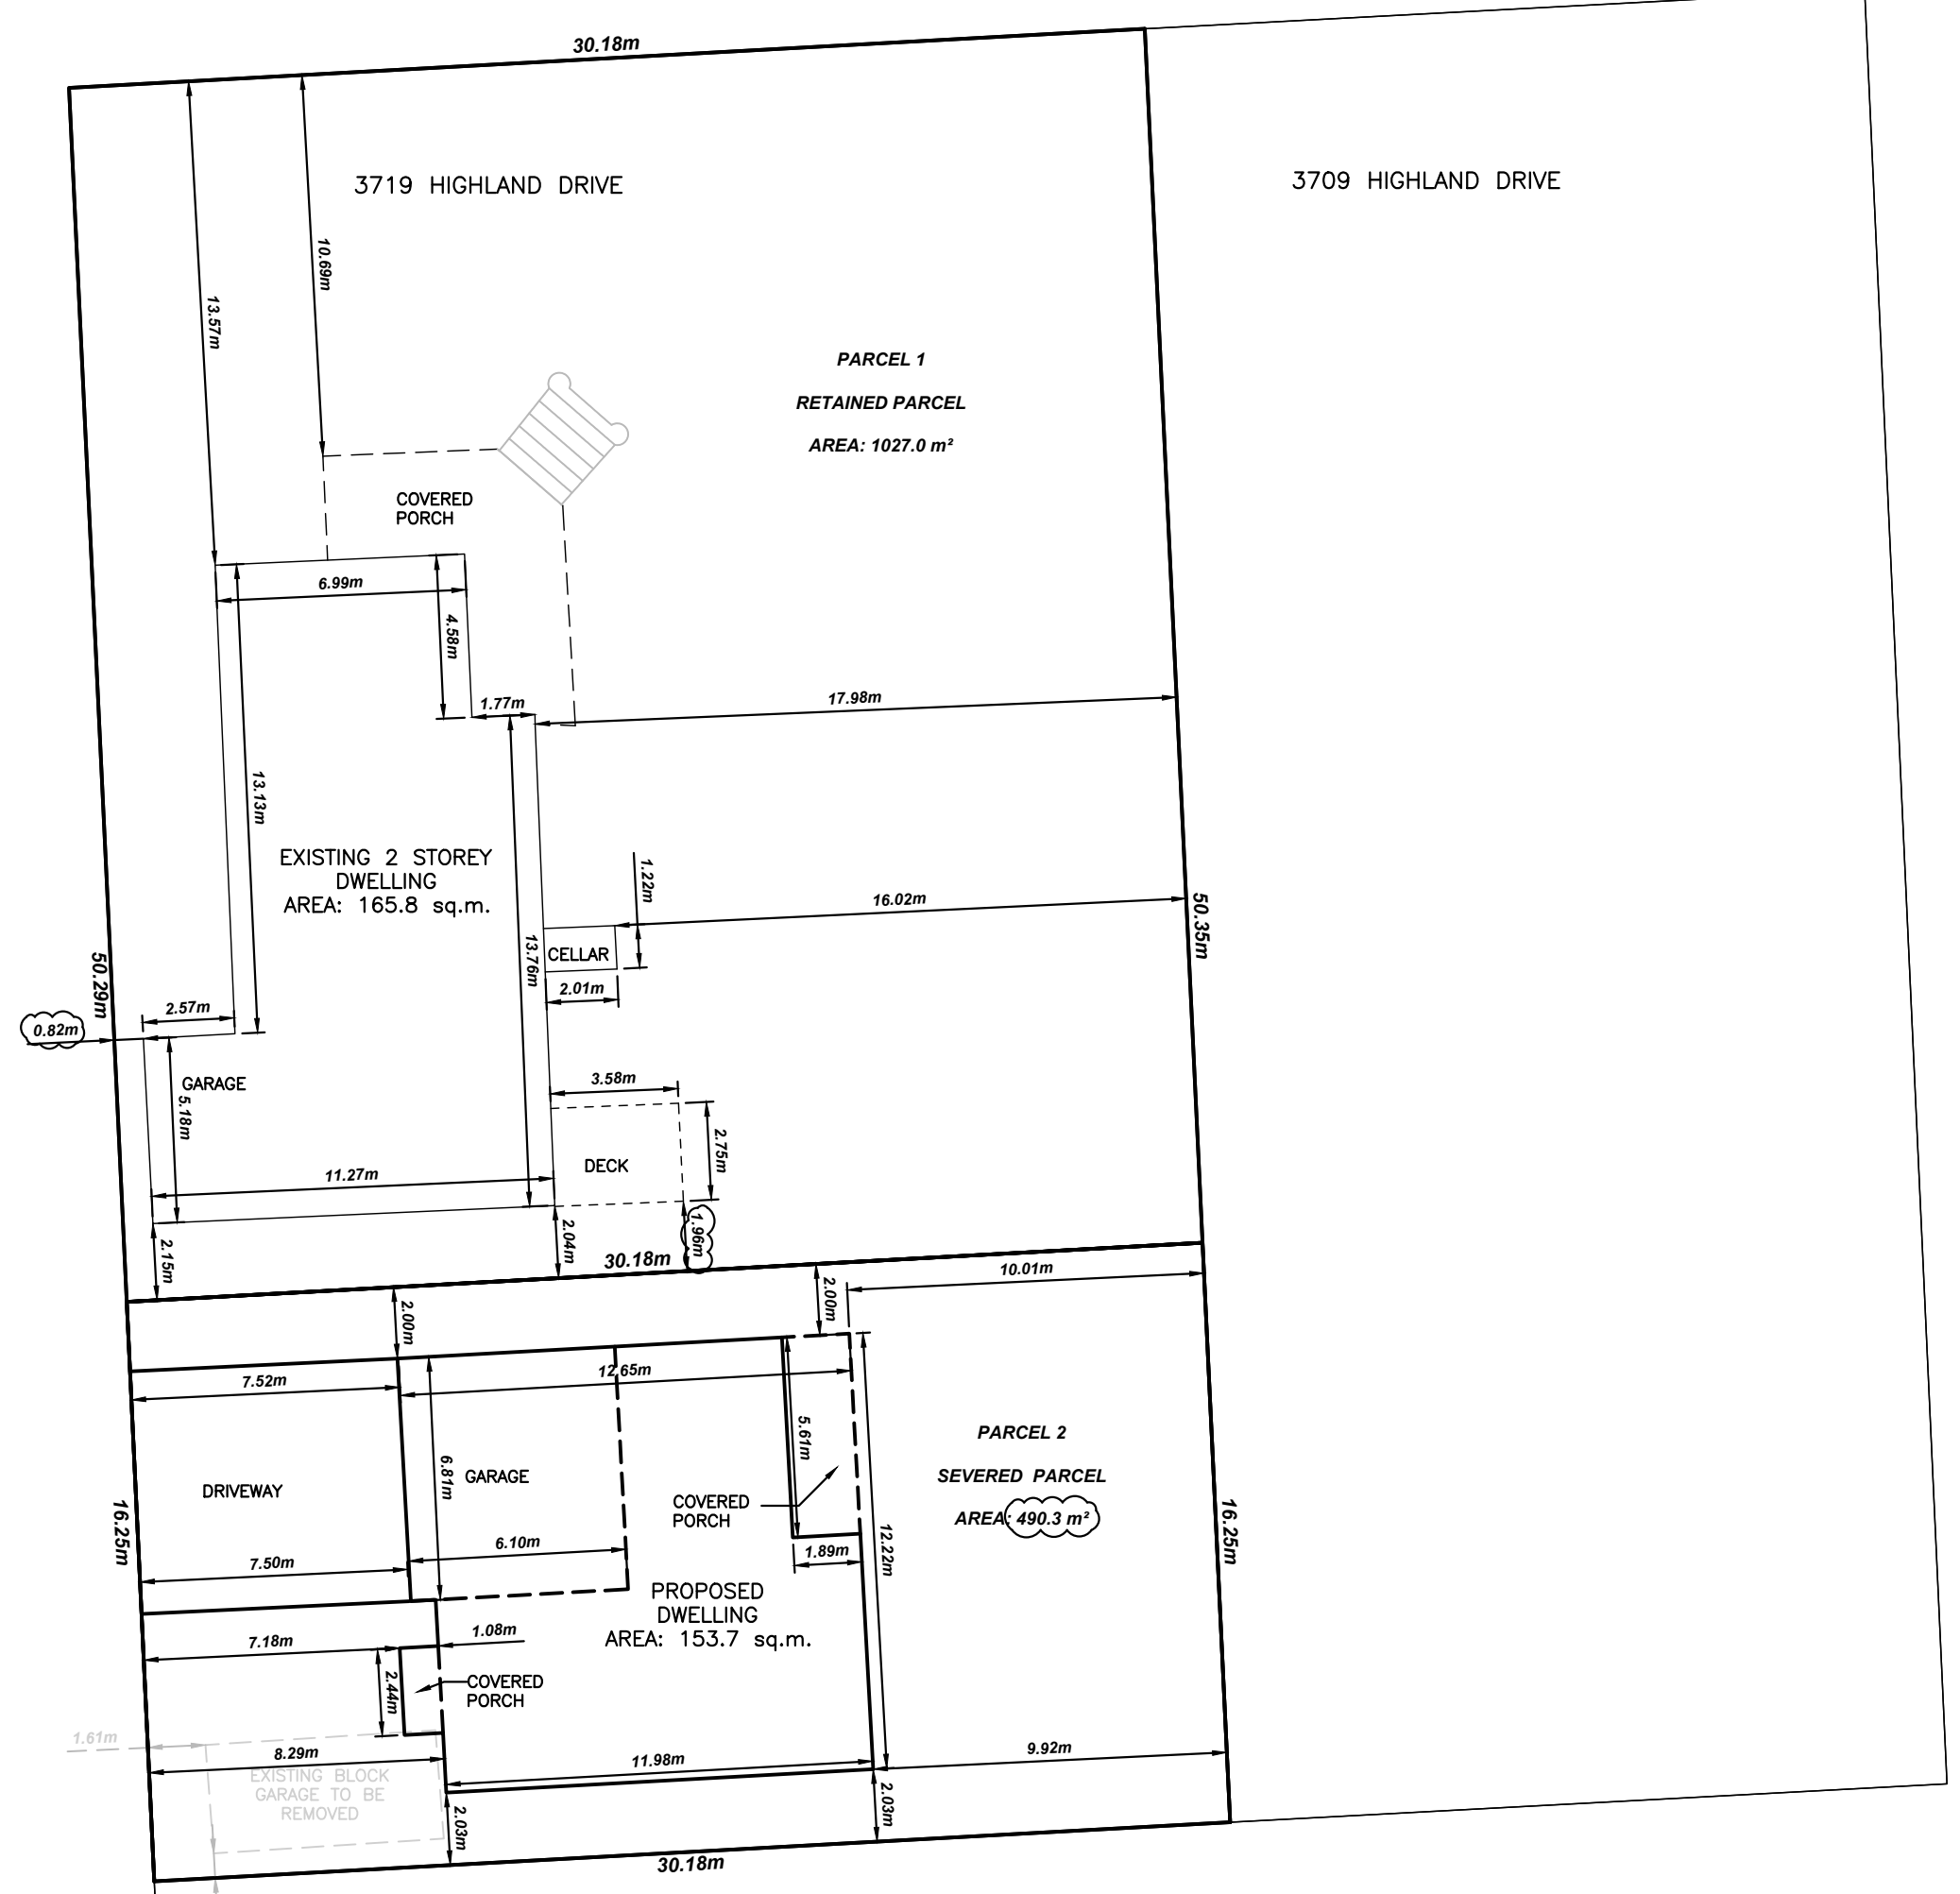 30.18m
3719 HIGHLAND DRIVE
3709 HIGHLAND DRIVE
10.69m
13.57m
PARCEL 1
RETAINED PARCEL
AREA: 1027.0 m²
COVERED
PORCH
6.99m
4.58m
1.77m
17.98m
13.13m
EXISTING 2 STOREY
DWELLING
AREA: 165.8 sq.m.
1.22m
16.02m
50.35m
CELLAR
13.76m
2.01m
50.29m
2.57m
0.82m
GARAGE
5.18m
3.58m
2.75m
DECK
11.27m
2.15m
2.04m
1.96m
30.18m
10.01m
2.00m
2.00m
7.52m
12.65m
5.61m
6.81m
GARAGE
DRIVEWAY
COVERED
PORCH
PARCEL 2
SEVERED PARCEL
AREA: 490.3 m²
16.25m
16.25m
12.22m
6.10m
1.89m
7.50m
PROPOSED
DWELLING
AREA: 153.7 sq.m.
1.08m
7.18m
2.44m
COVERED
PORCH
1.61m
8.29m
11.98m
9.92m
EXISTING BLOCK
GARAGE TO BE
REMOVED
2.03m
2.03m
30.18m